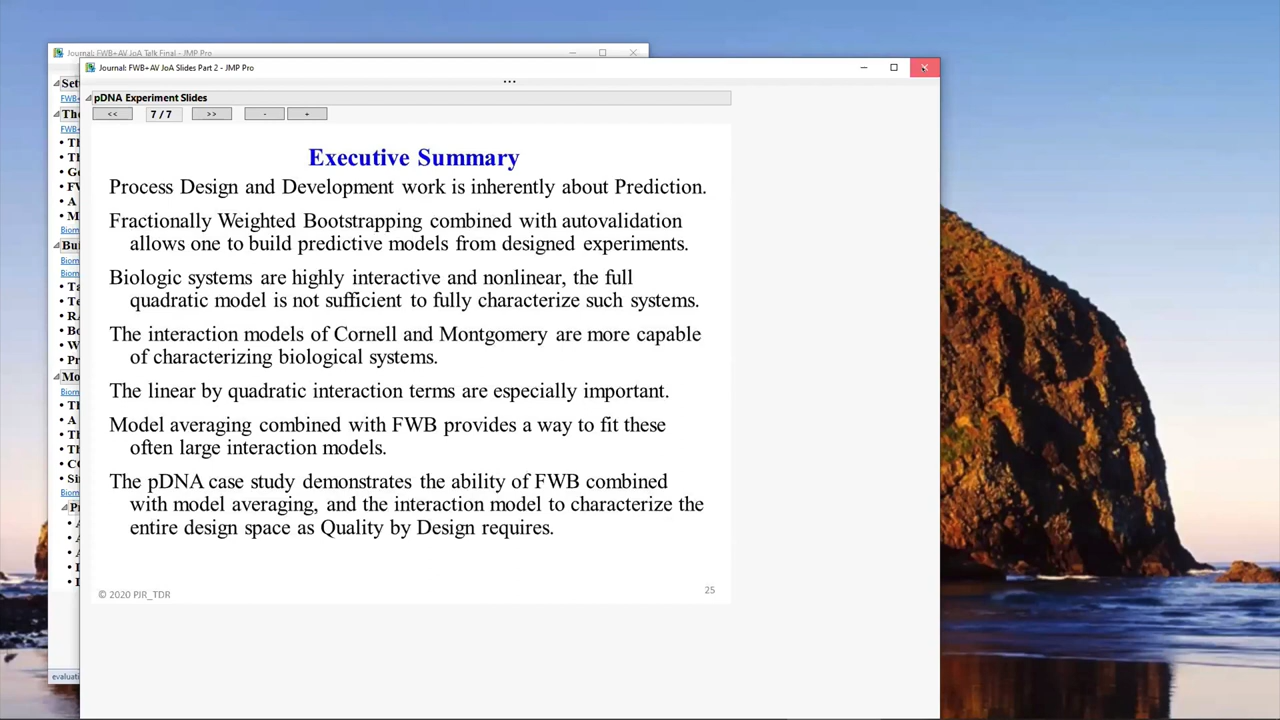 Journal: FWB+AV JoA Talk Final - JMP Pro
Journal: FWB+AV JoA Slides Part 2 - JMP Pro
pDNA Experiment Slides
<< 7 / 7 >> - +
Executive Summary
Process Design and Development work is inherently about Prediction.
Fractionally Weighted Bootstrapping combined with autovalidation
allows one to build predictive models from designed experiments.
Biologic systems are highly interactive and nonlinear, the full
quadratic model is not sufficient to fully characterize such systems.
The interaction models of Cornell and Montgomery are more capable
of characterizing biological systems.
The linear by quadratic interaction terms are especially important.
Model averaging combined with FWB provides a way to fit these
often large interaction models.
The pDNA case study demonstrates the ability of FWB combined
with model averaging, and the interaction model to characterize the
entire design space as Quality by Design requires.
© 2020 PJR_TDR
25